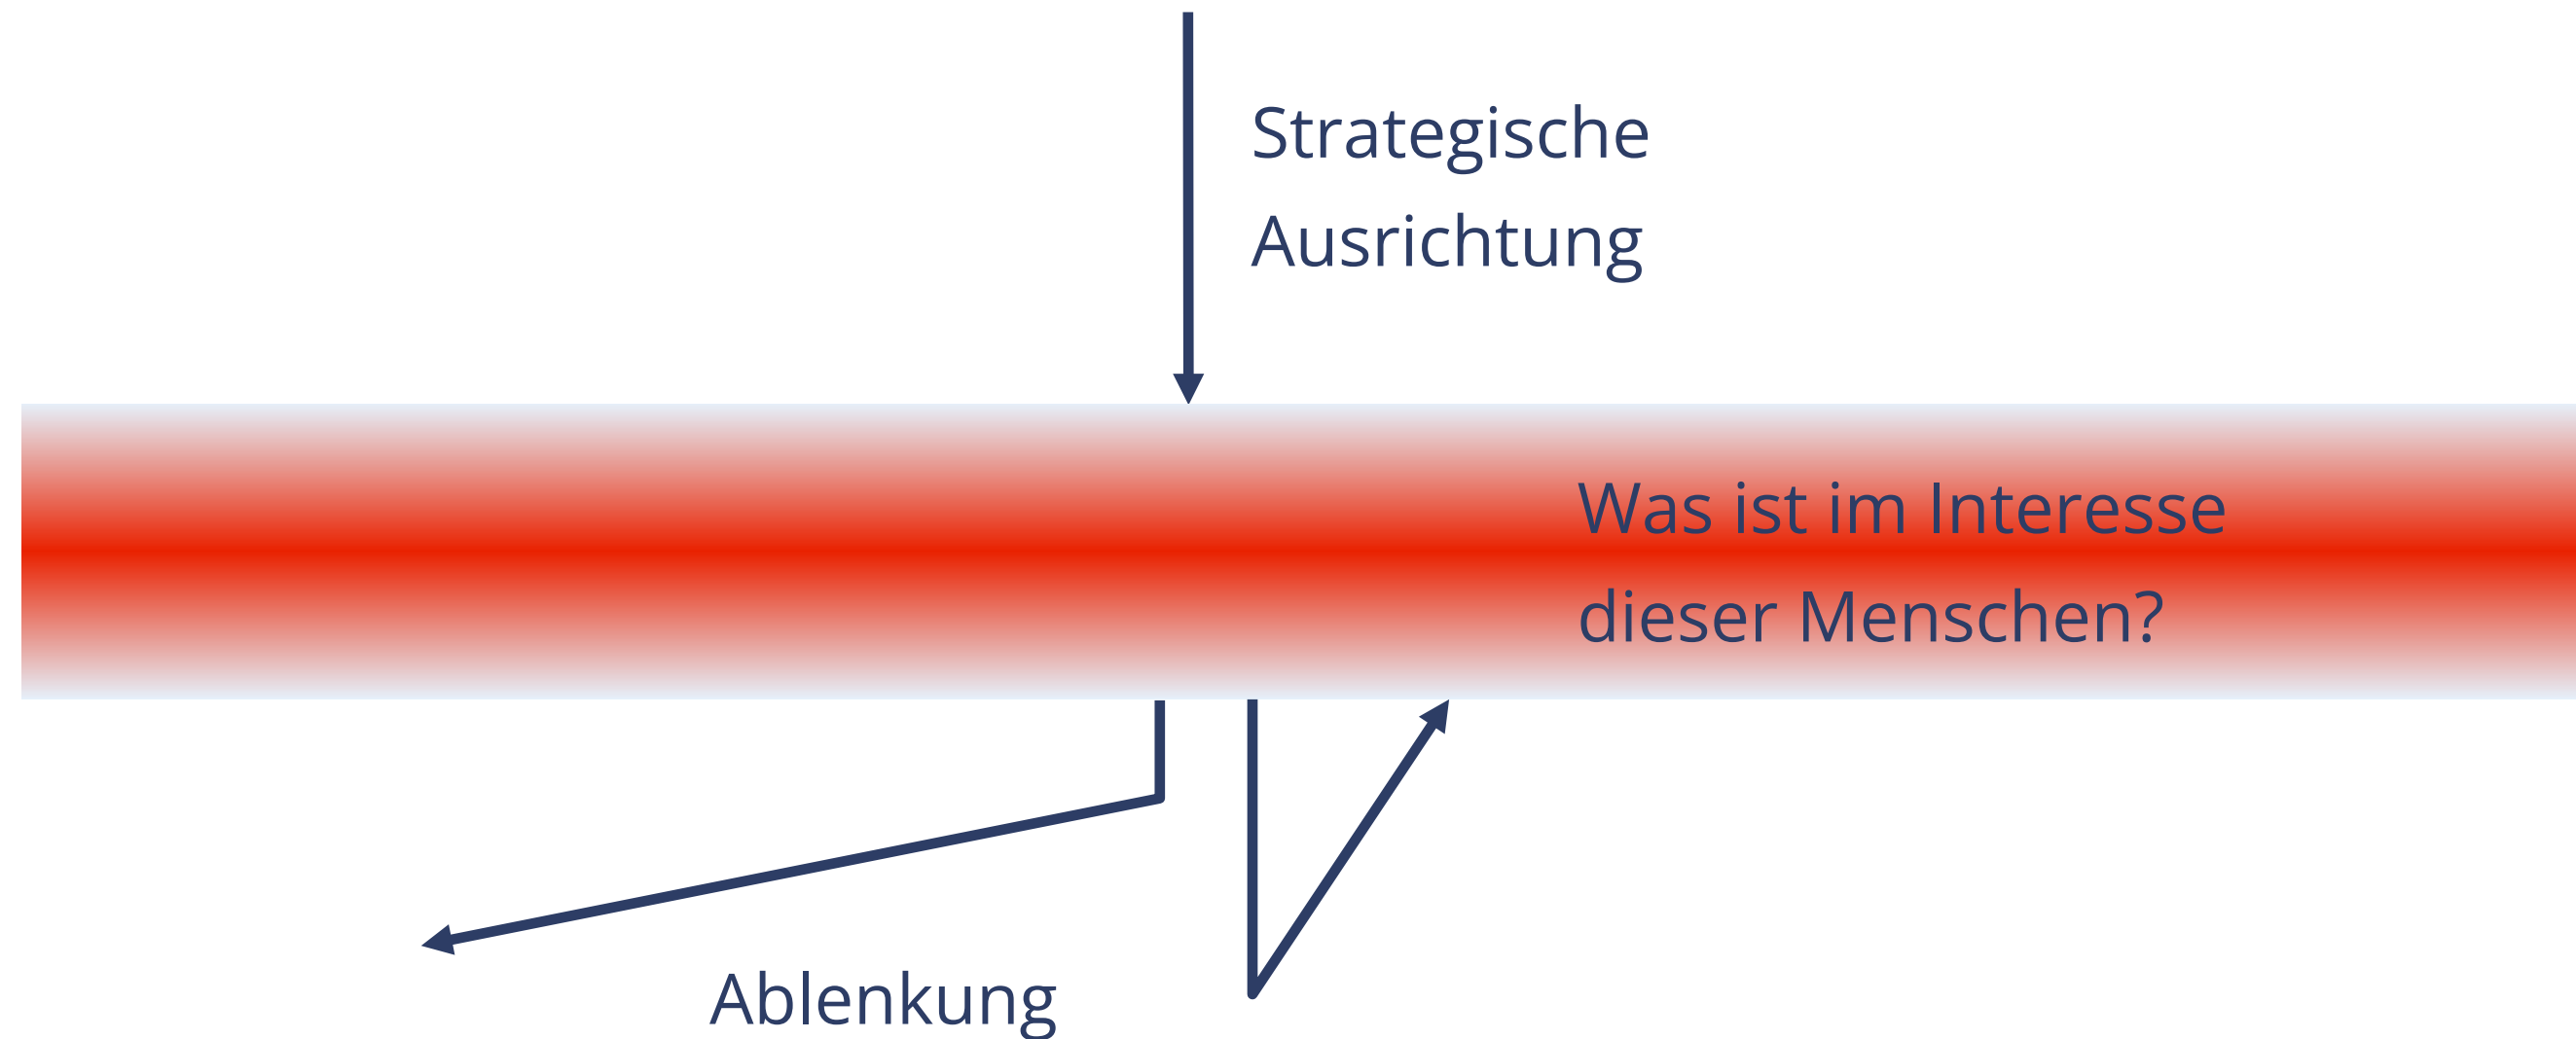 Strategische
Ausrichtung
Was ist im Interesse
dieser Menschen?
Ablenkung